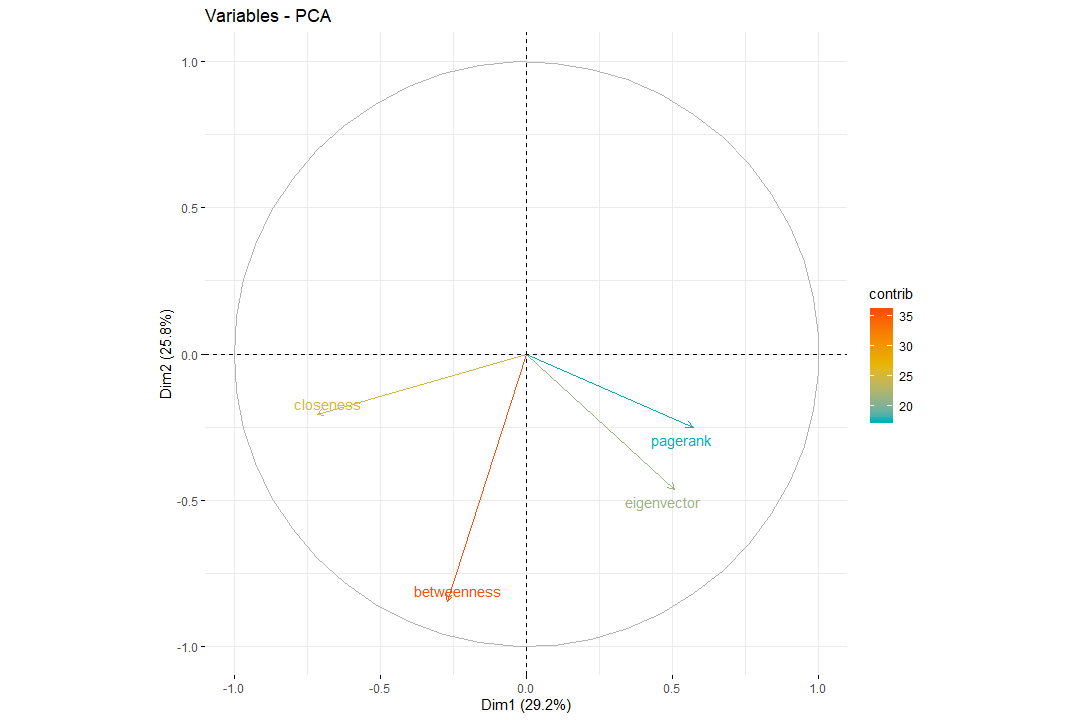 Variables - PCA
1.0
0.5
0.0
-0.5
-1.0
Dim2 (25.8%)
closeness
pagerank
eigenvector
betweenness
-1.0
-0.5
0.0
0.5
1.0
Dim1 (29.2%)
contrib
35
30
25
20